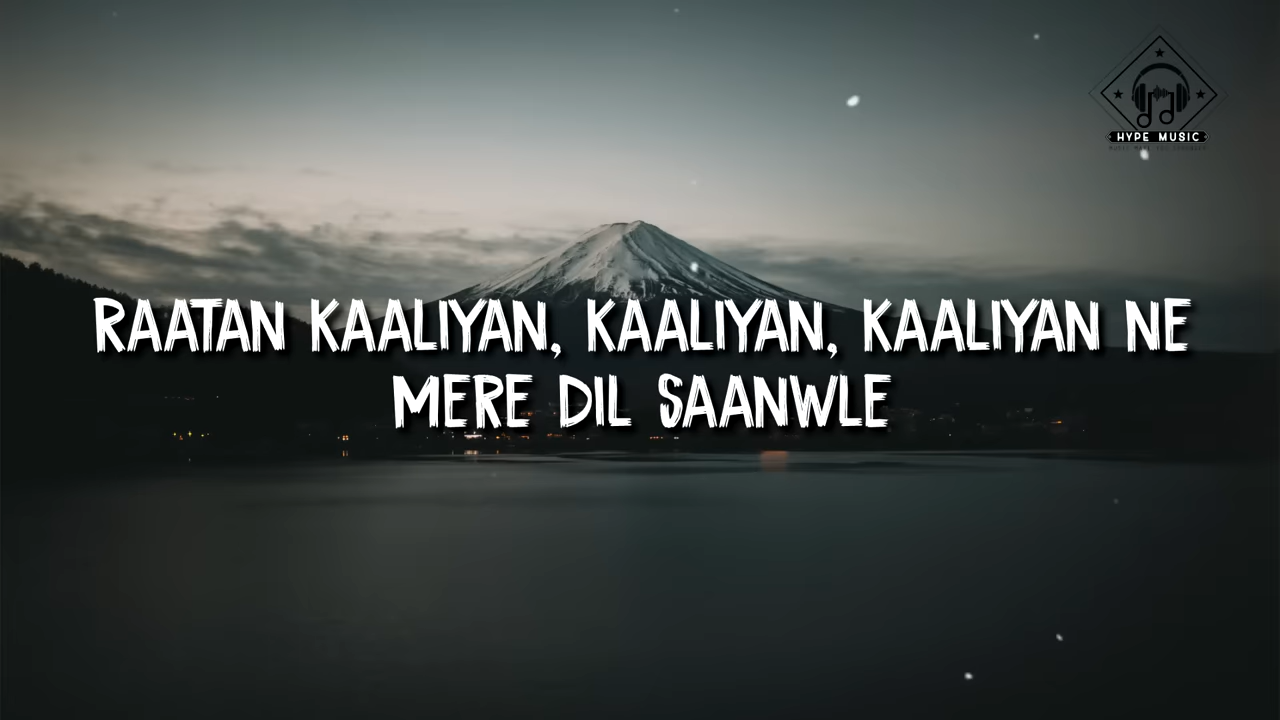 HYPE MUSIC
RAATAN KAALIYAN, KAALIYAN, KAALIYAN NE
MERE DIL SAANWLE